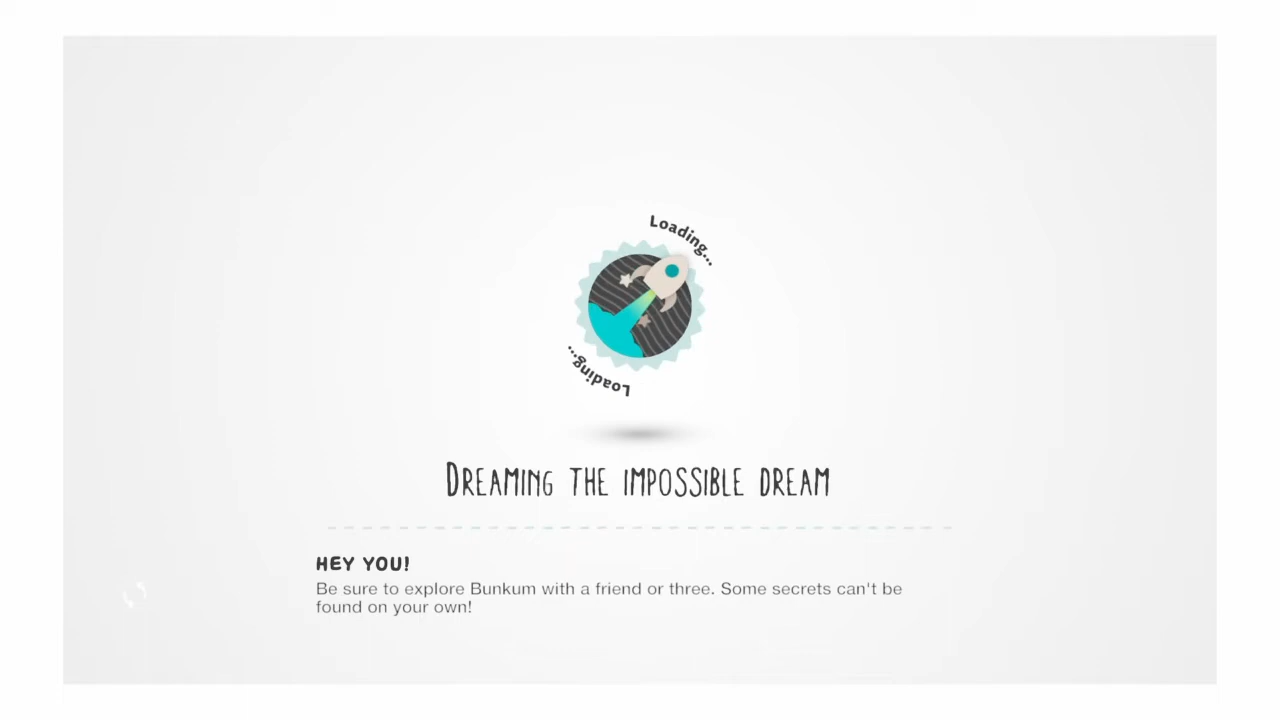 Loading...
Loading...
Dreaming the impossible dream
HEY YOU!
Be sure to explore Bunkum with a friend or three. Some secrets can't be
found on your own!